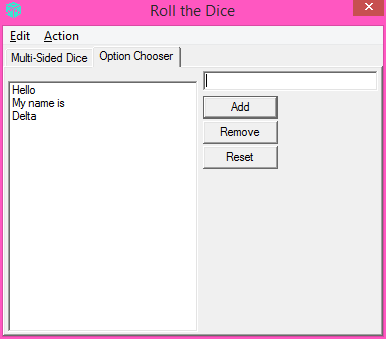 Roll the Dice
Edit Action
Multi-Sided Dice Option Chooser
Hello
My name is
Delta
Add
Remove
Reset